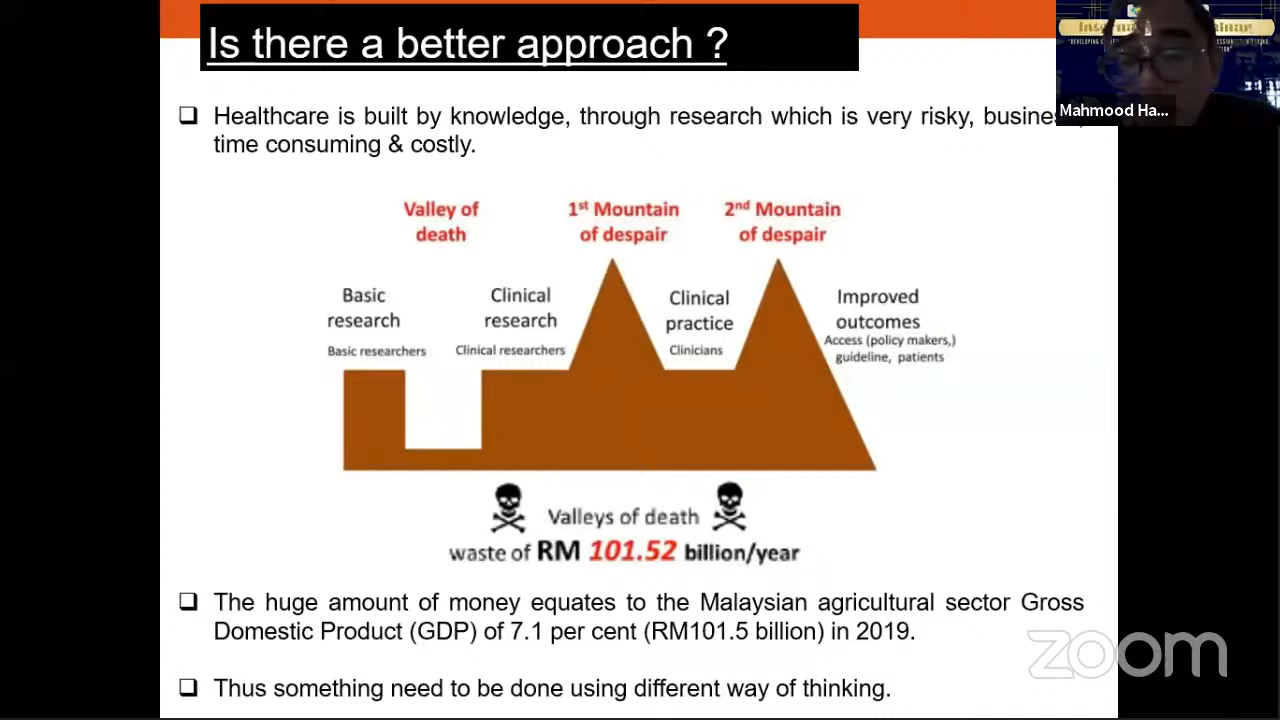 Is there a better approach ?
Healthcare is built by knowledge, through research which is very risky,
time consuming & costly.
Mahmood Ha...
Valley of
death
1st Mountain
of despair
2nd Mountain
of despair
Basic
research
Basic researchers
Clinical
research
Clinical researchers
Clinical
practice
Clinicians
Improved
outcomes
Access (policy makers,)
guideline, patients
Valleys of death
waste of RM 101.52 billion/year
The huge amount of money equates to the Malaysian agricultural sector Gross
Domestic Product (GDP) of 7.1 per cent (RM101.5 billion) in 2019.
Thus something need to be done using different way of thinking.
zoom